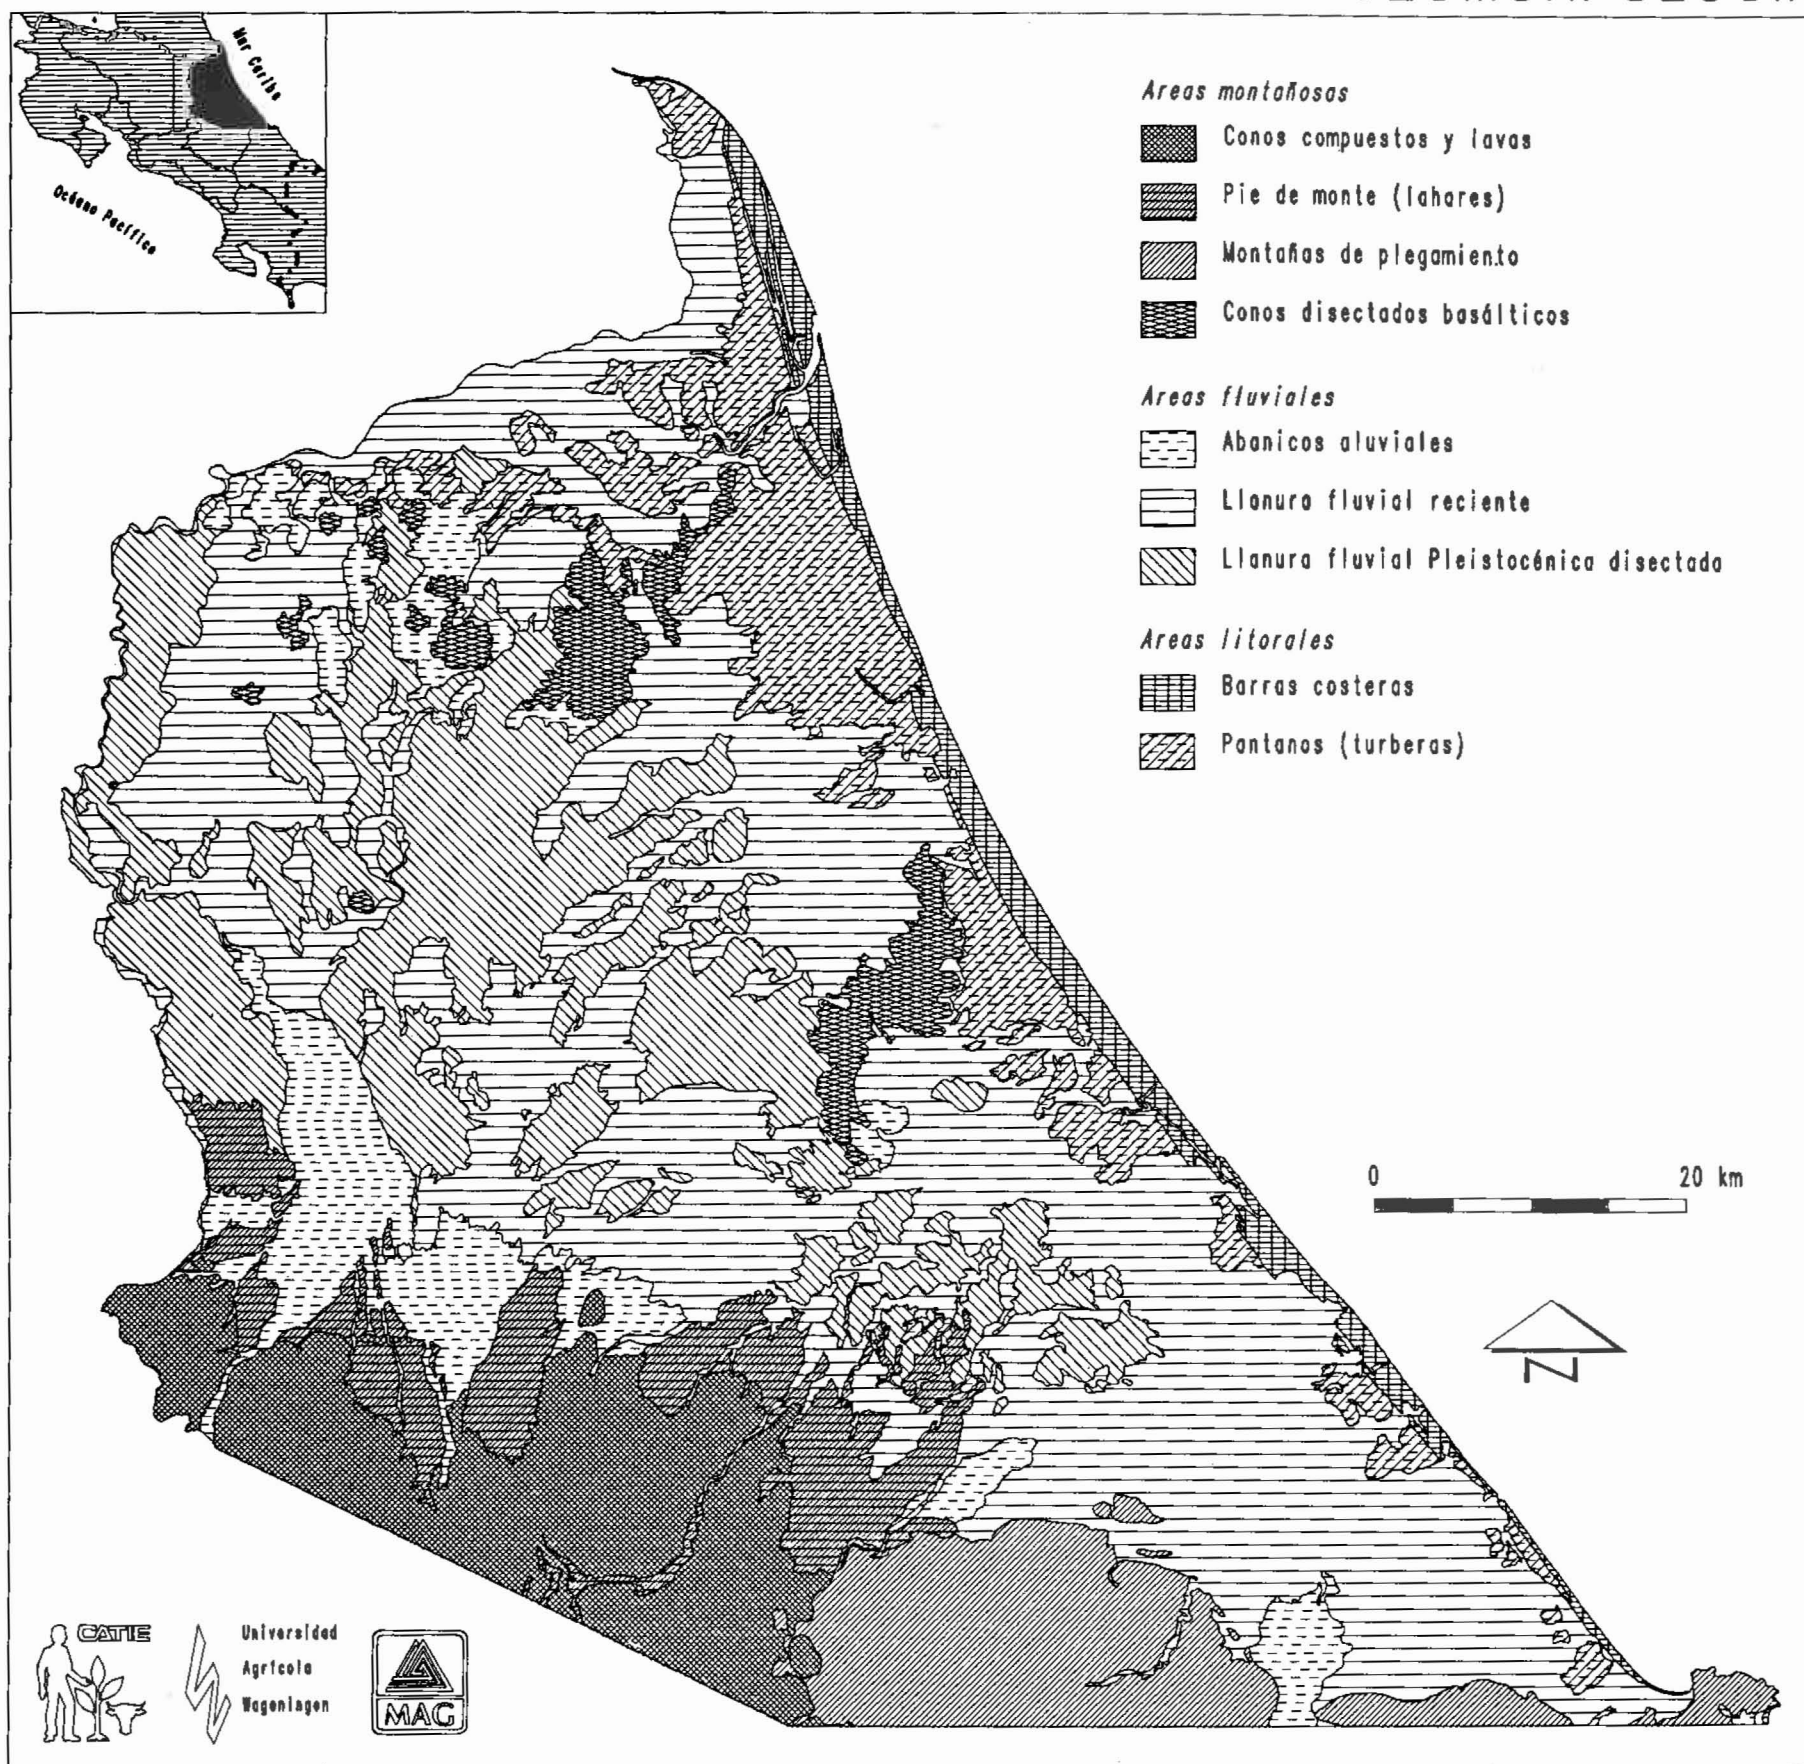 Mar Caribe
Océano Pacífico
Areas montañosas
Conos compuestos y lavas
Pie de monte (lahares)
Montañas de plegamiento
Conos disectados basálticos
Areas fluviales
Abanicos aluviales
Llanura fluvial reciente
Llanura fluvial Pleistocénica disectada
Areas litorales
Barras costeras
Pantanos (turberas)
0 20 km
N
CATIE
Universidad
Agrícola
Wageningen
MAG